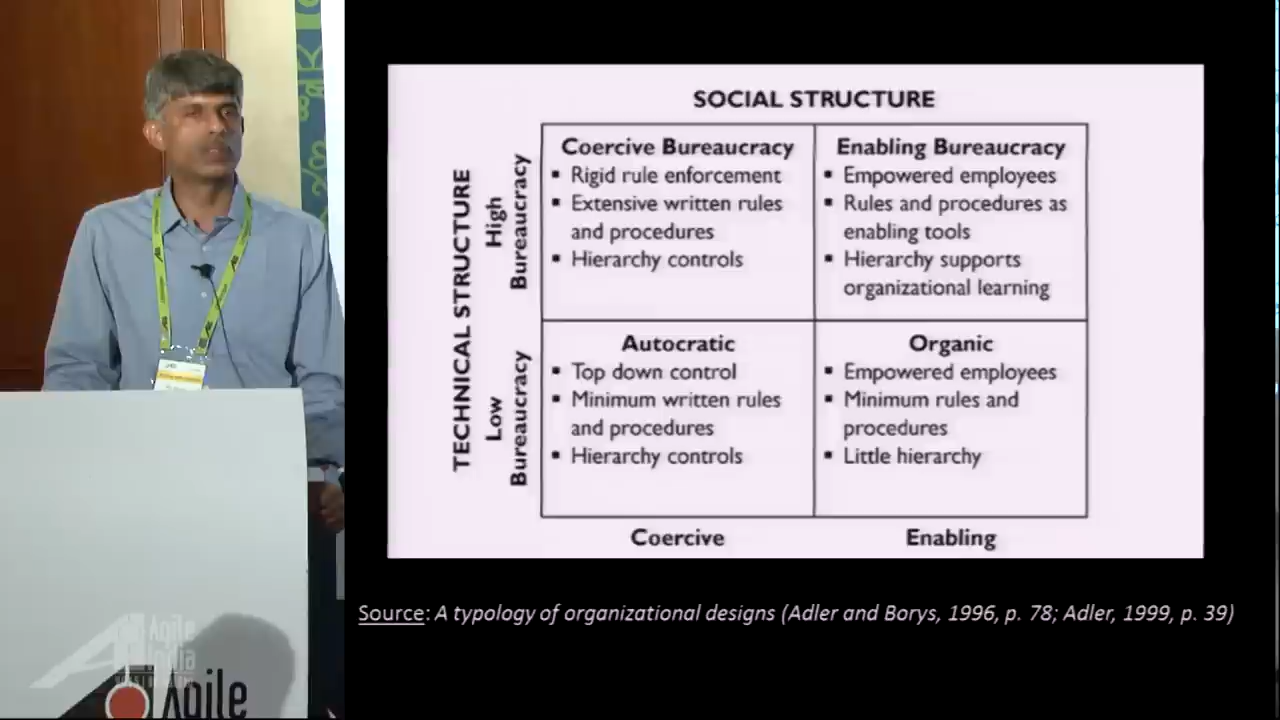 SOCIAL STRUCTURE
TECHNICAL STRUCTURE
High
Bureaucracy
Coercive Bureaucracy
▪ Rigid rule enforcement
▪ Extensive written rules
and procedures
▪ Hierarchy controls
Enabling Bureaucracy
▪ Empowered employees
▪ Rules and procedures as
enabling tools
▪ Hierarchy supports
organizational learning
Low
Bureaucracy
Autocratic
▪ Top down control
▪ Minimum written rules
and procedures
▪ Hierarchy controls
Organic
▪ Empowered employees
▪ Minimum rules and
procedures
▪ Little hierarchy
Coercive
Enabling
Source: A typology of organizational designs (Adler and Borys, 1996, p. 78; Adler, 1999, p. 39)
Agile
India
Agile